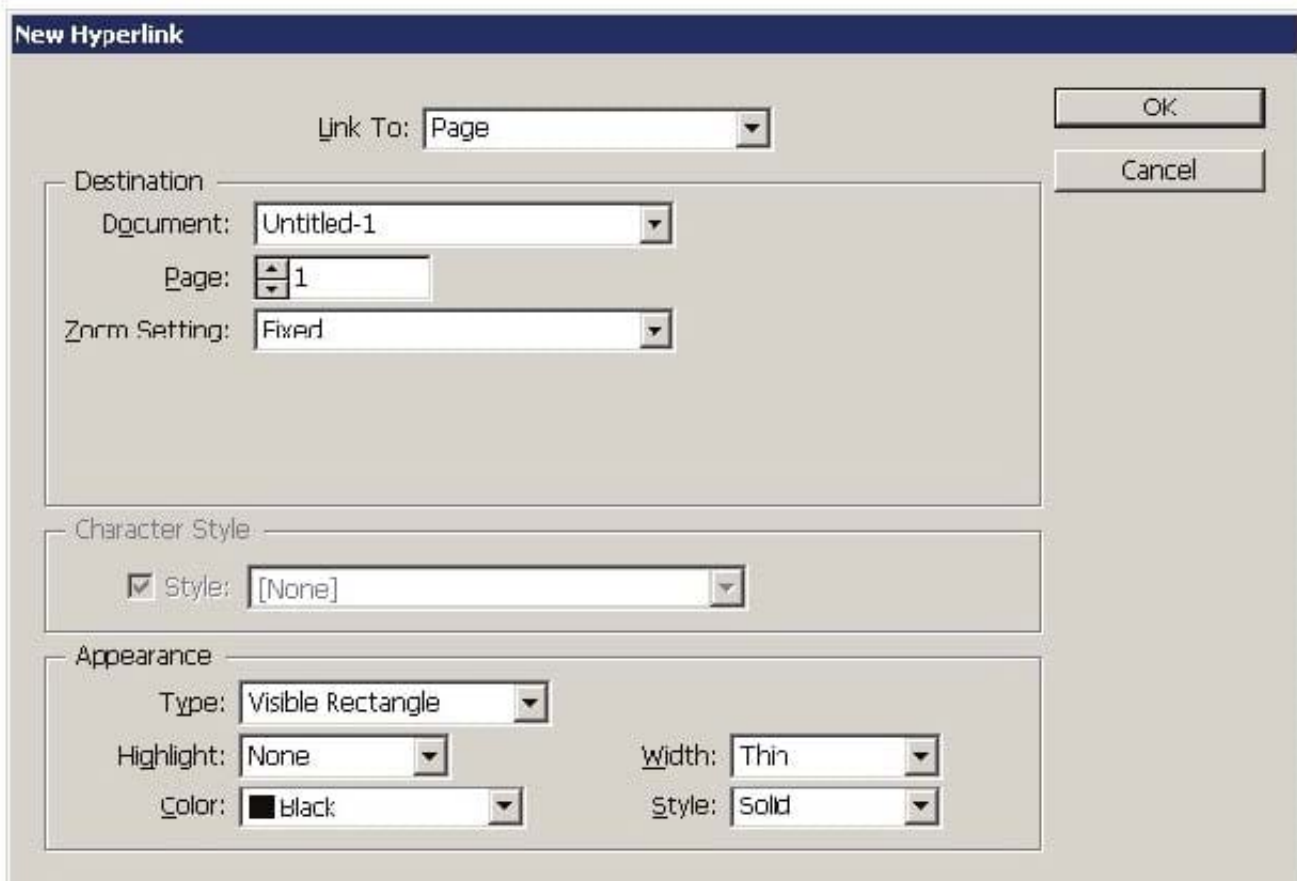 New Hyperlink
Link To: Page
OK
Cancel
Destination
Document: Untitled-1
Page: 1
Zoom Setting: Fixed
Character Style
Style: [None]
Appearance
Type: Visible Rectangle
Highlight: None Width: Thin
Color: Black Style: Solid